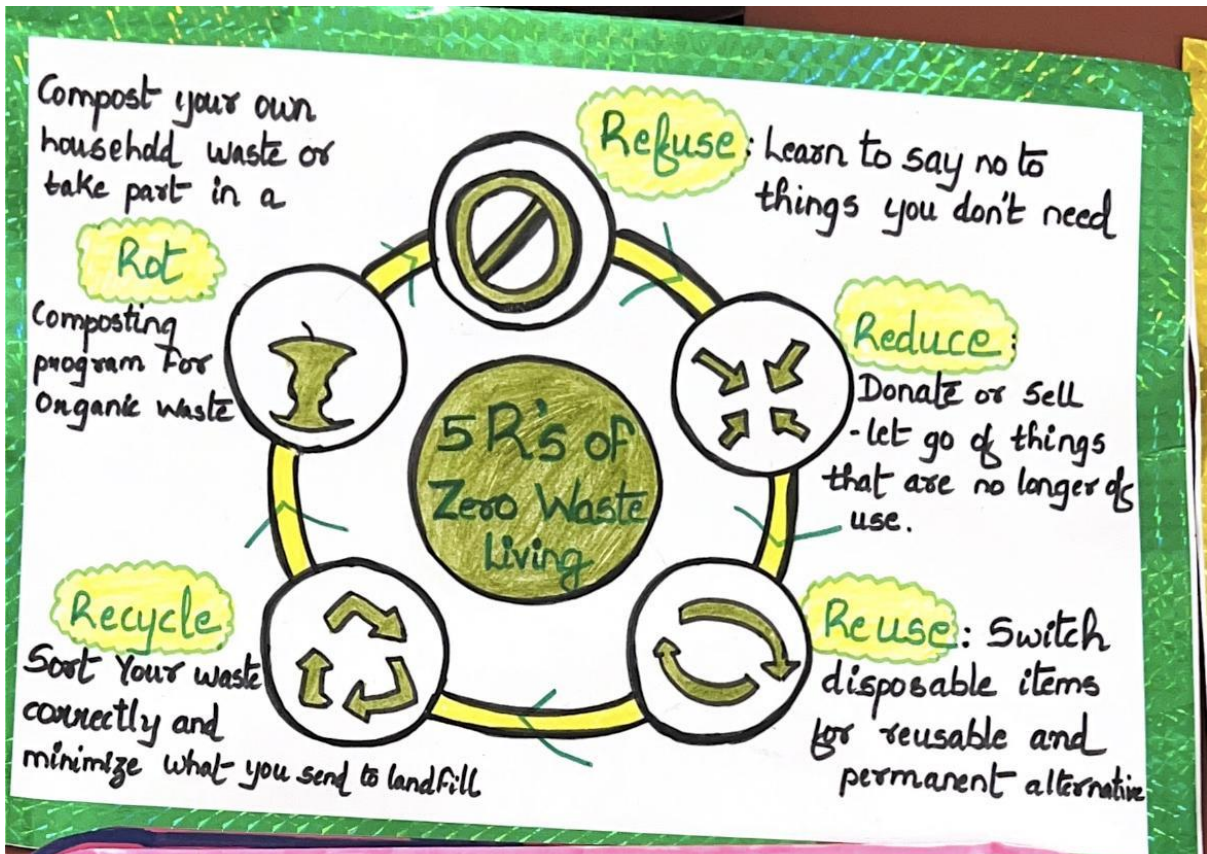 5 R's of
Zero Waste
Living
Refuse : Learn to say no to
things you don't need
Reduce :
Donate or Sell
- let go of things
that are no longer of
use.
Reuse : Switch
disposable items
for reusable and
permanent alternative
Recycle
Sort Your waste
correctly and
minimize what you send to landfill
Compost your own
household waste or
take part in a
Rot
Composting
program For
Organic waste